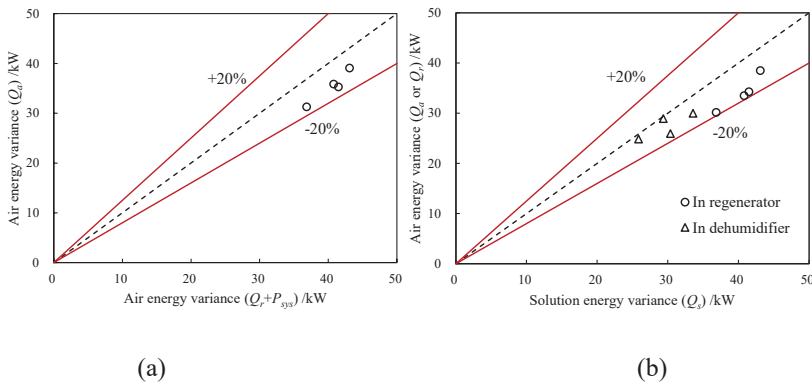 50
40
30
20
10
0
Air energy variance (Qa) /kW
+20%
-20%
0 10 20 30 40 50
Air energy variance (Qr+Psys) /kW
(a)
50
40
30
20
10
0
Air energy variance (Qa or Qr)/kW
+20%
-20%
In regenerator
In dehumidifier
0 10 20 30 40 50
Solution energy variance (Qs) /kW
(b)